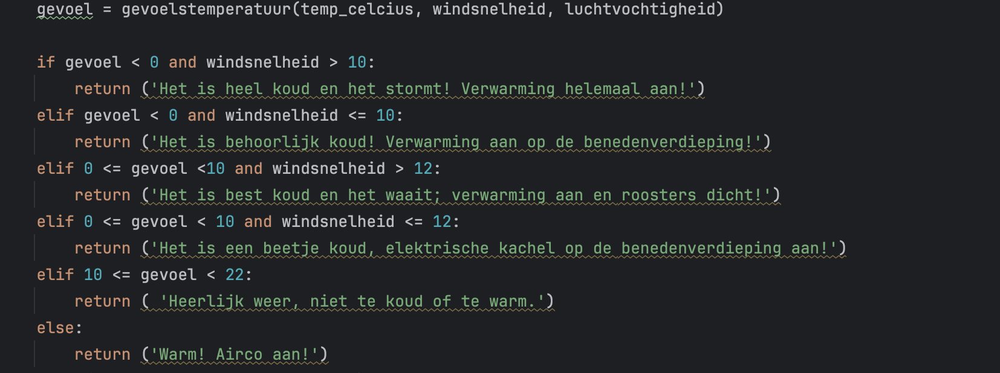 gevoel = gevoelstemperatuur(temp_celcius, windsnelheid, luchtvochtigheid)
if gevoel < 0 and windsnelheid > 10:
return ('Het is heel koud en het stormt! Verwarming helemaal aan!')
elif gevoel < 0 and windsnelheid <= 10:
return ('Het is behoorlijk koud! Verwarming aan op de benedenverdieping!')
elif 0 <= gevoel <10 and windsnelheid > 12:
return ('Het is best koud en het waait; verwarming aan en roosters dicht!')
elif 0 <= gevoel < 10 and windsnelheid <= 12:
return ('Het is een beetje koud, elektrische kachel op de benedenverdieping aan!')
elif 10 <= gevoel < 22:
return ( 'Heerlijk weer, niet te koud of te warm.')
else:
return ('Warm! Airco aan!')